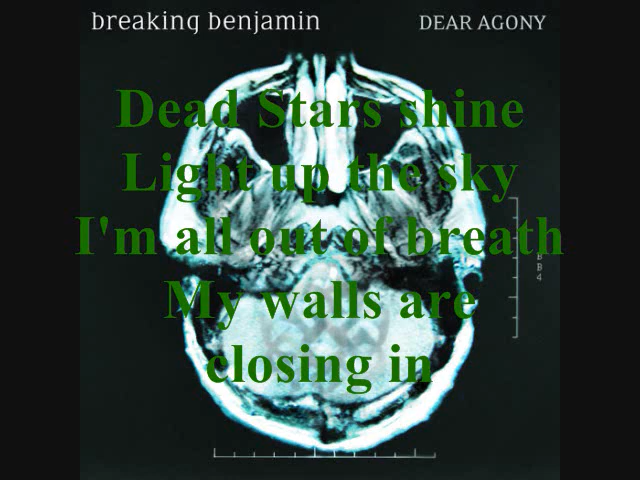 breaking benjamin
DEAR AGONY
Dead Stars shine
Light up the sky
I'm all out of breath
My walls are
closing in
B
B4